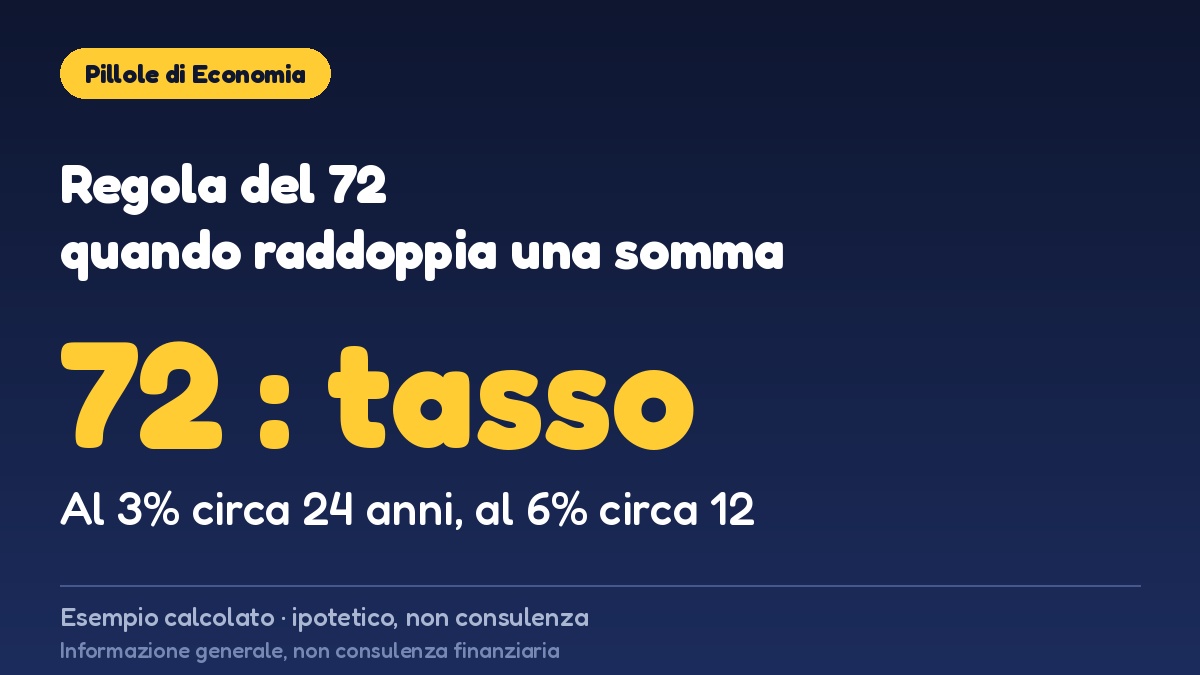 Pillole di Economia
Regola del 72
quando raddoppia una somma
72 : tasso
Al 3% circa 24 anni, al 6% circa 12
Esempio calcolato · ipotetico, non consulenza
Informazione generale, non consulenza finanziaria